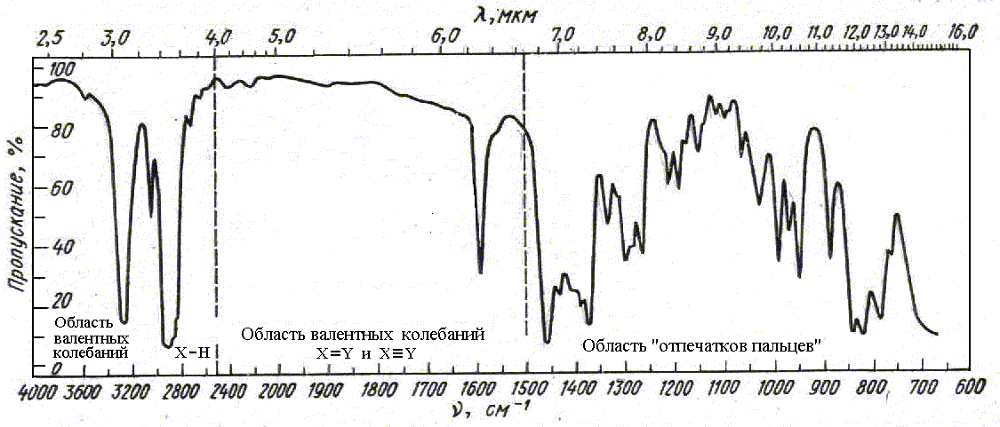 λ, мкм
2,5 3,0 4,0 5,0 6,0 7,0 8,0 9,0 10,0 11,0 12,0 13,0 14,0 16,0
Пропускание, %
100
80
60
40
20
0
Область
валентных
колебаний
X–H
Область валентных колебаний
X=Y и X≡Y
Область "отпечатков пальцев"
4000 3600 3200 2800 2400 2000 1900 1800 1700 1600 1500 1400 1300 1200 1100 1000 900 800 700 600
ν, см⁻¹